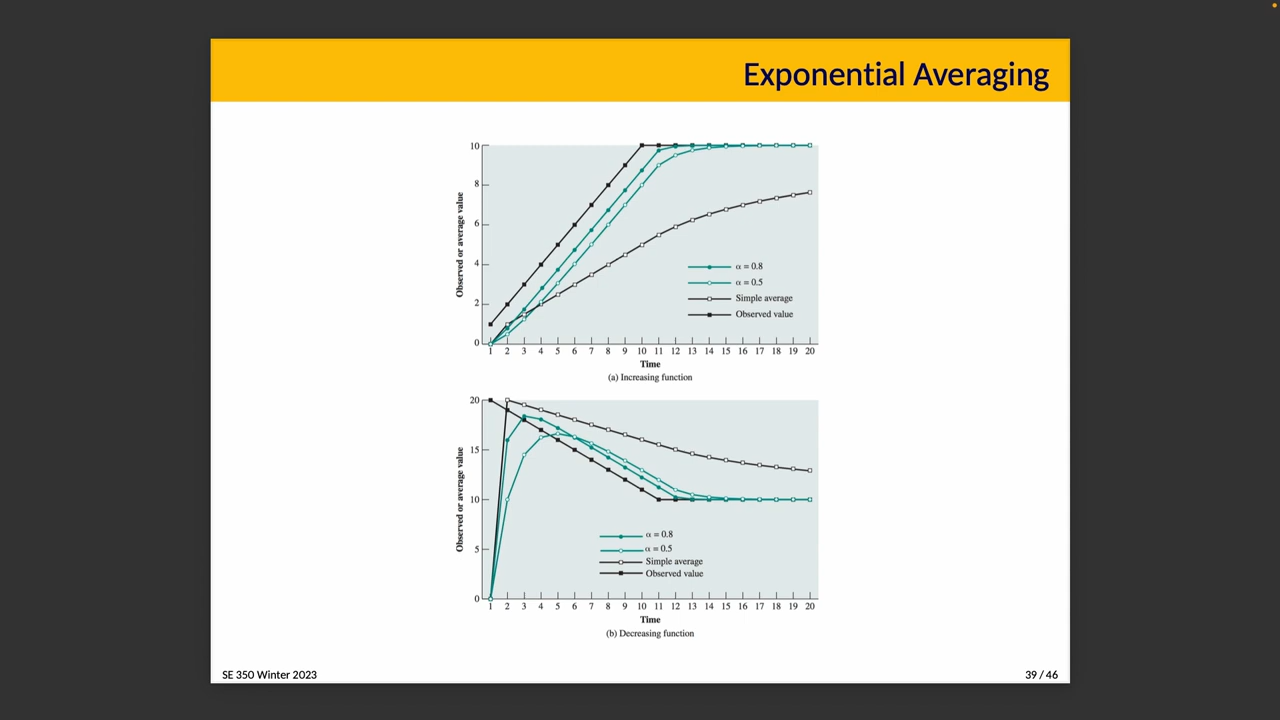 Exponential Averaging
10
8
6
4
2
0
Observed or average value
α = 0.8
α = 0.5
Simple average
Observed value
1 2 3 4 5 6 7 8 9 10 11 12 13 14 15 16 17 18 19 20
Time
(a) Increasing function
20
15
10
5
0
Observed or average value
α = 0.8
α = 0.5
Simple average
Observed value
1 2 3 4 5 6 7 8 9 10 11 12 13 14 15 16 17 18 19 20
Time
(b) Decreasing function
SE 350 Winter 2023
39 / 46